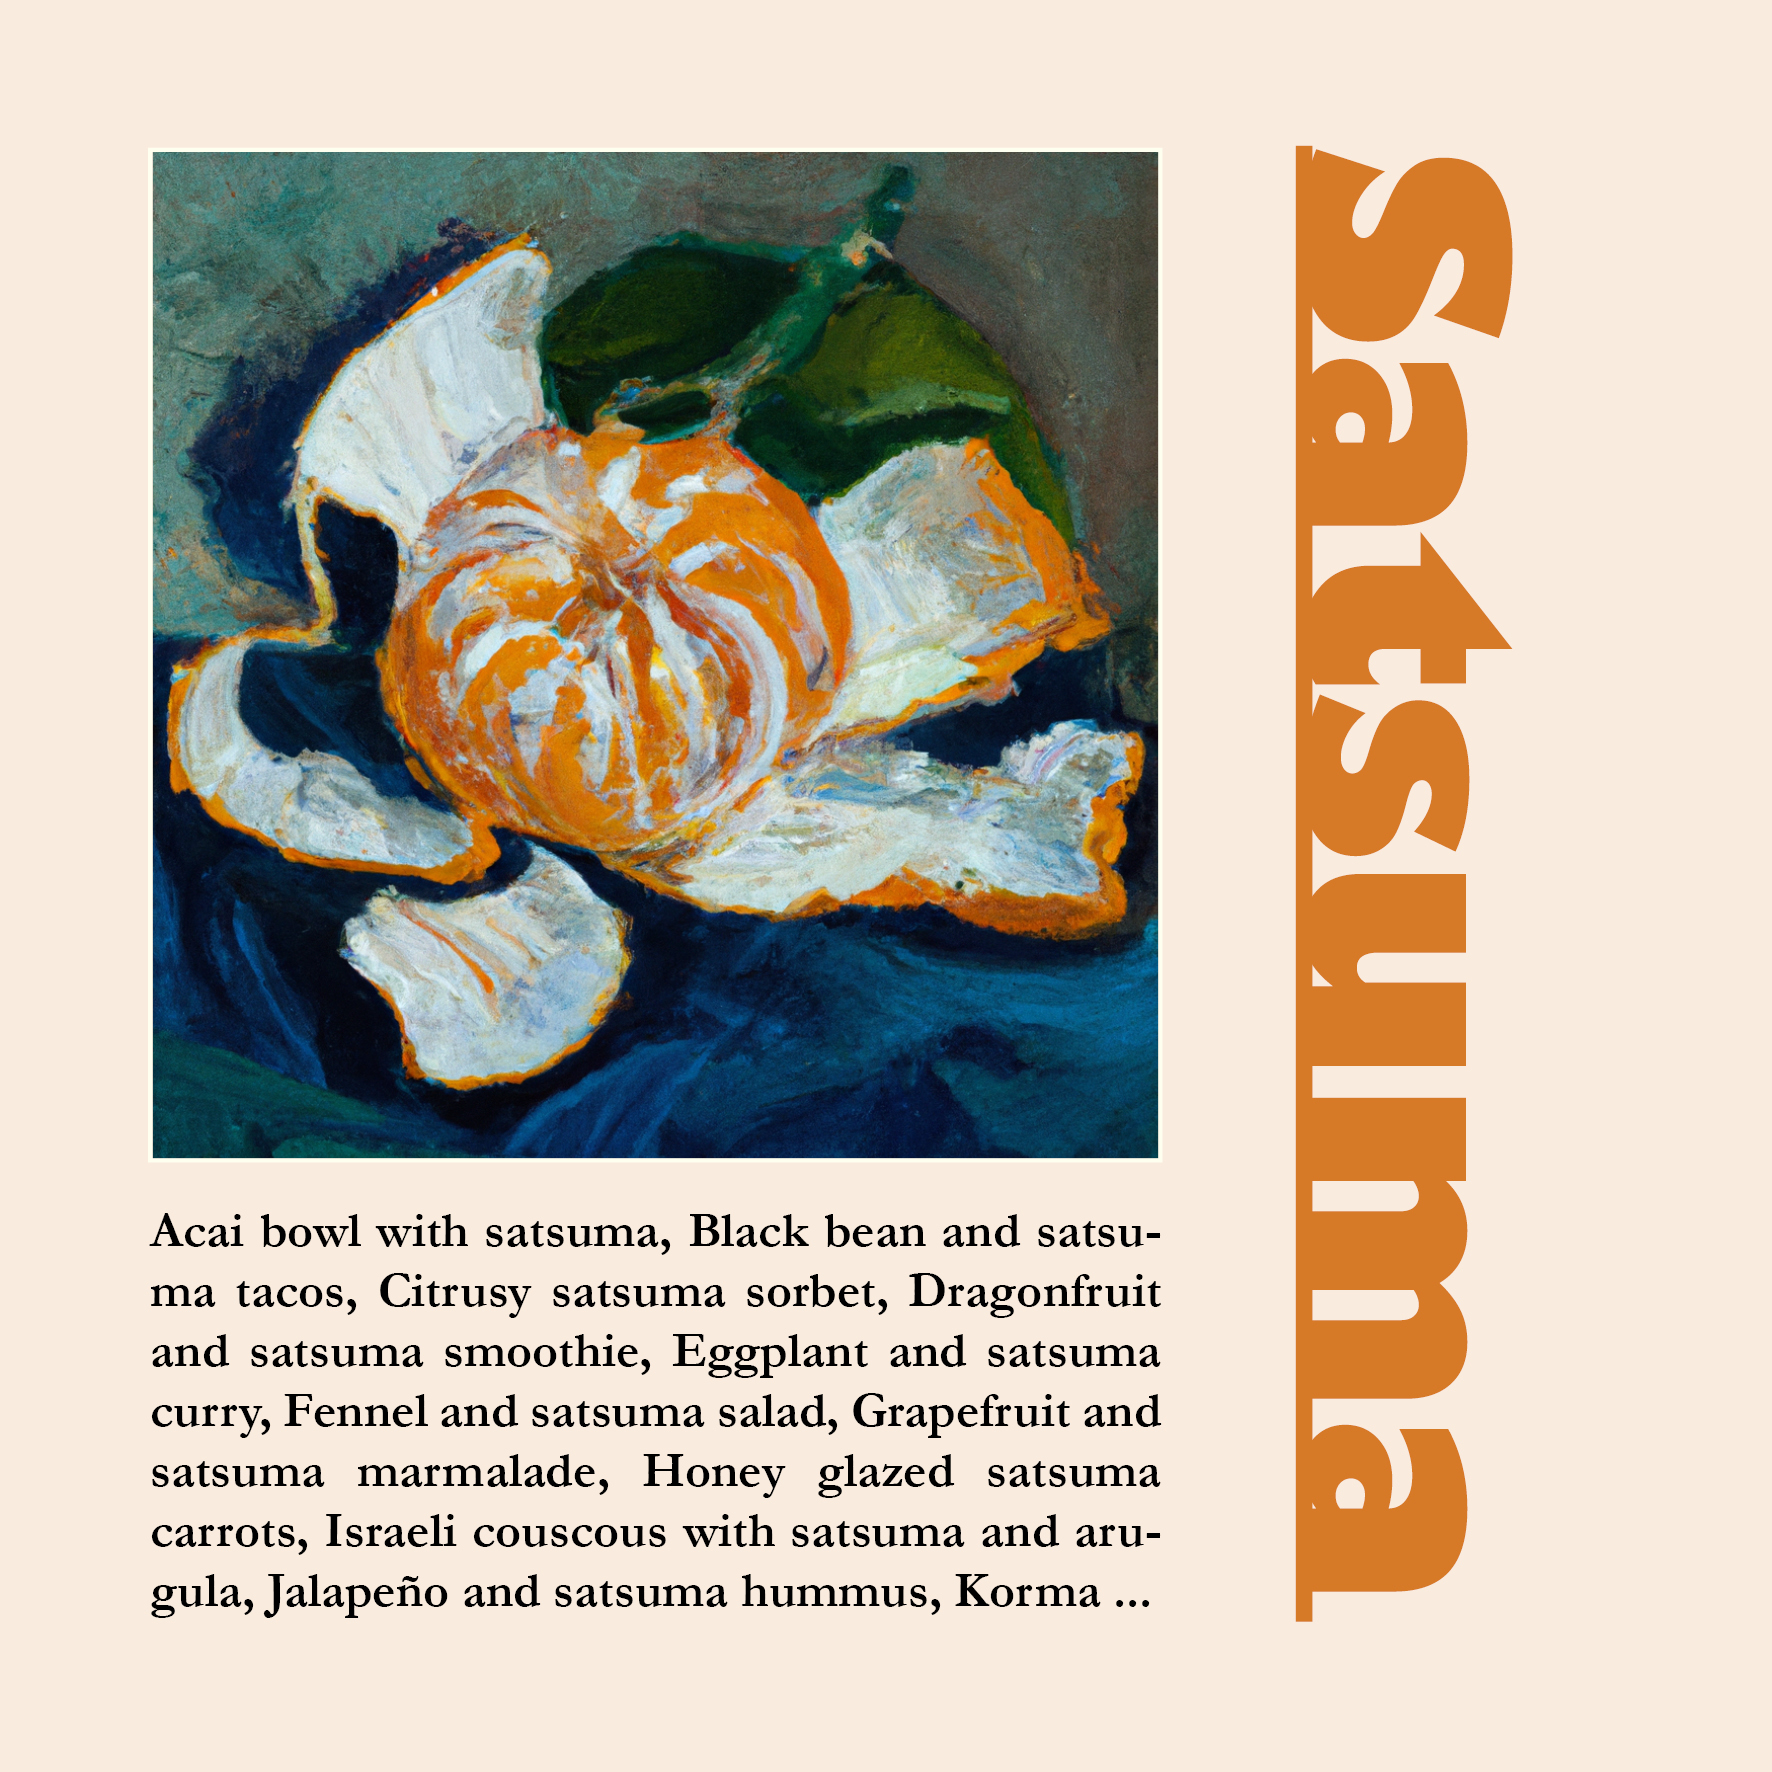 Satsuma
Acai bowl with satsuma, Black bean and satsu-
ma tacos, Citrusy satsuma sorbet, Dragonfruit
and satsuma smoothie, Eggplant and satsuma
curry, Fennel and satsuma salad, Grapefruit and
satsuma marmalade, Honey glazed satsuma
carrots, Israeli couscous with satsuma and aru-
gula, Jalapeño and satsuma hummus, Korma ...